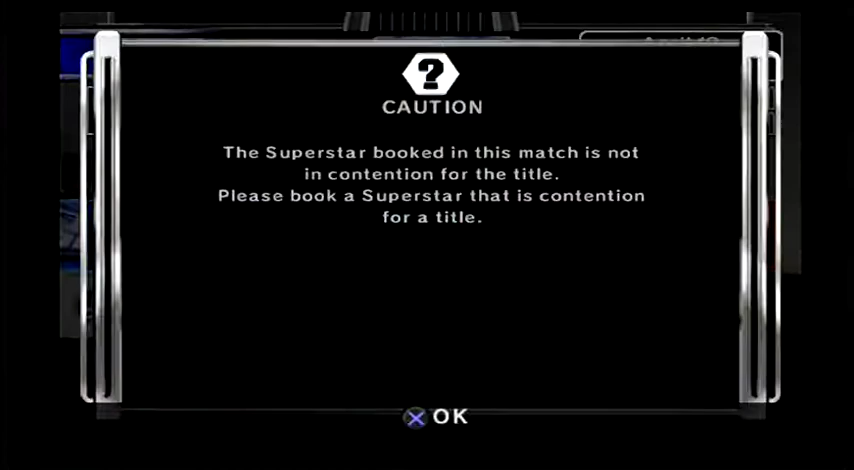 CAUTION
The Superstar booked in this match is not
in contention for the title.
Please book a Superstar that is contention
for a title.
OK